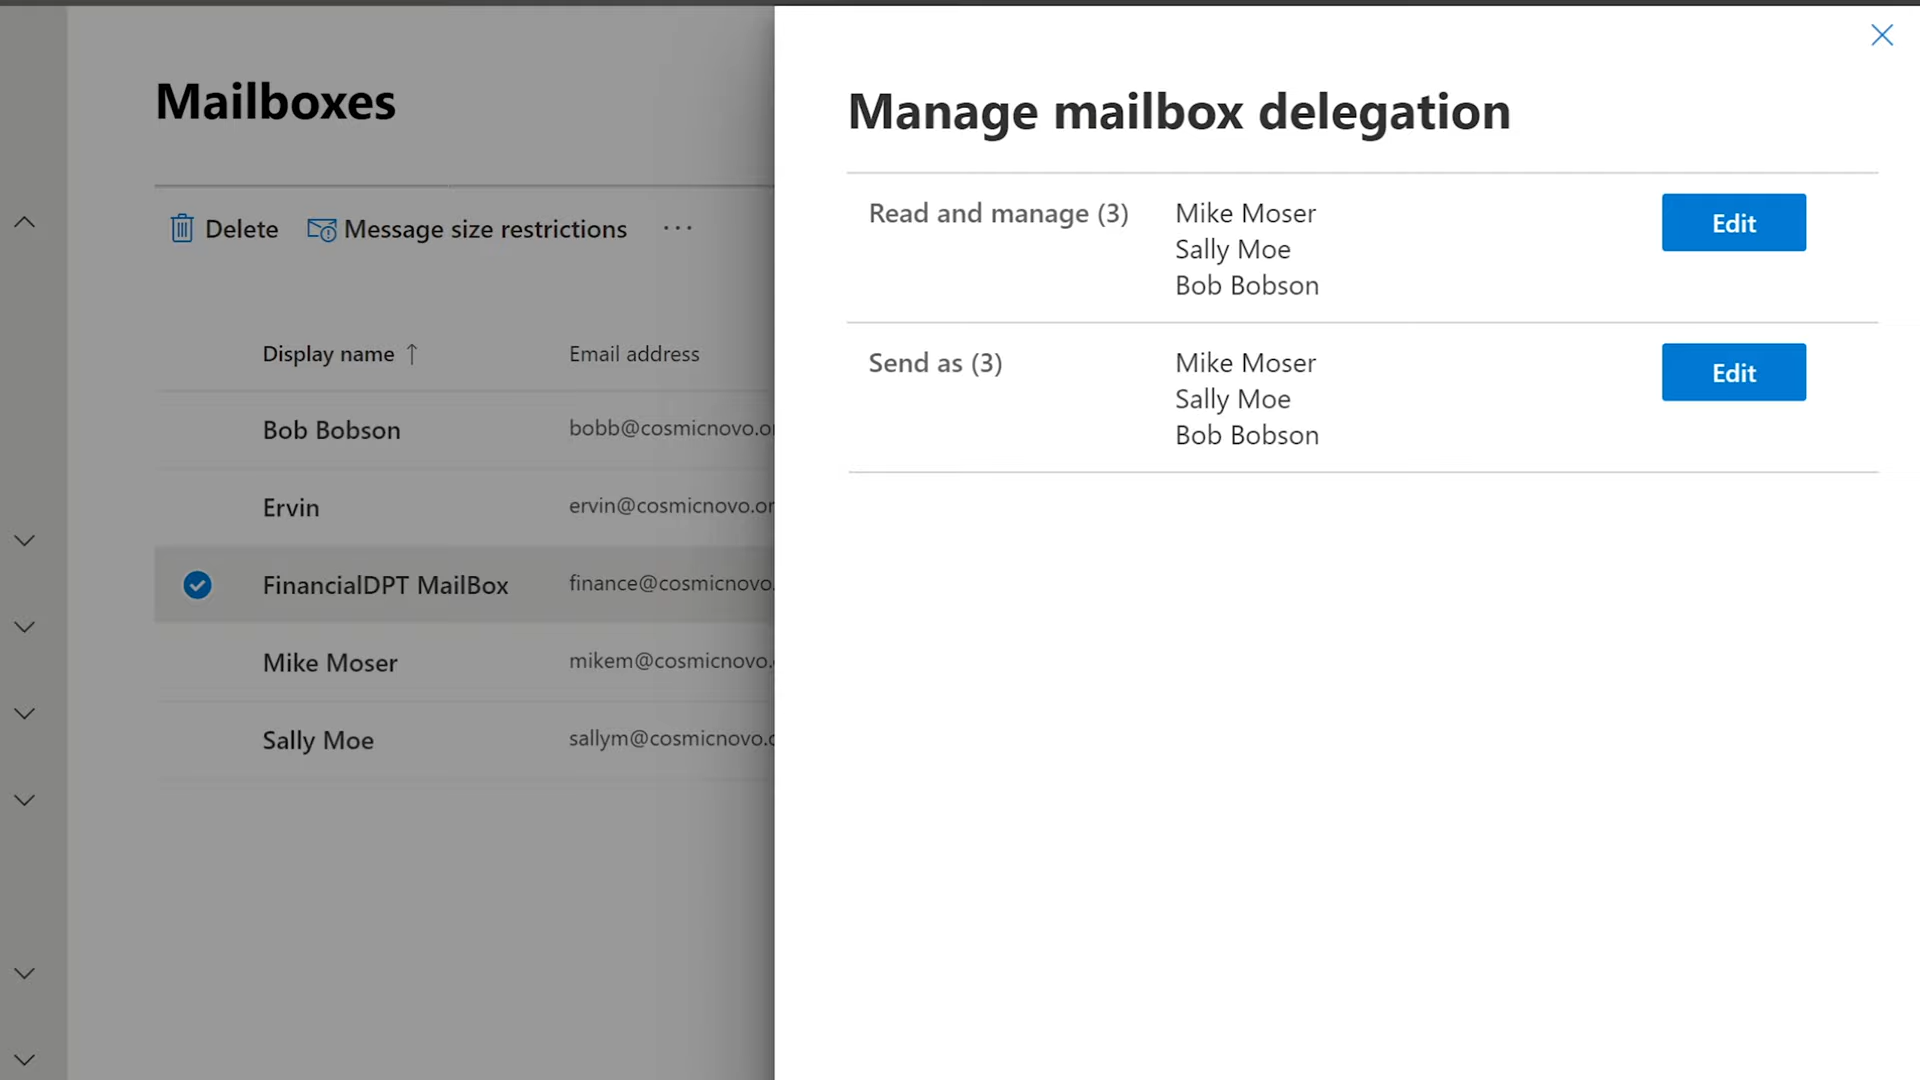 Mailboxes
Delete Message size restrictions ···
Display name ↑ Email address
Bob Bobson bobb@cosmicnovo.or
Ervin ervin@cosmicnovo.or
FinancialDPT MailBox finance@cosmicnovo.
Mike Moser mikem@cosmicnovo.
Sally Moe sallym@cosmicnovo.
Manage mailbox delegation
Read and manage (3) Mike Moser Edit
Sally Moe
Bob Bobson
Send as (3) Mike Moser Edit
Sally Moe
Bob Bobson